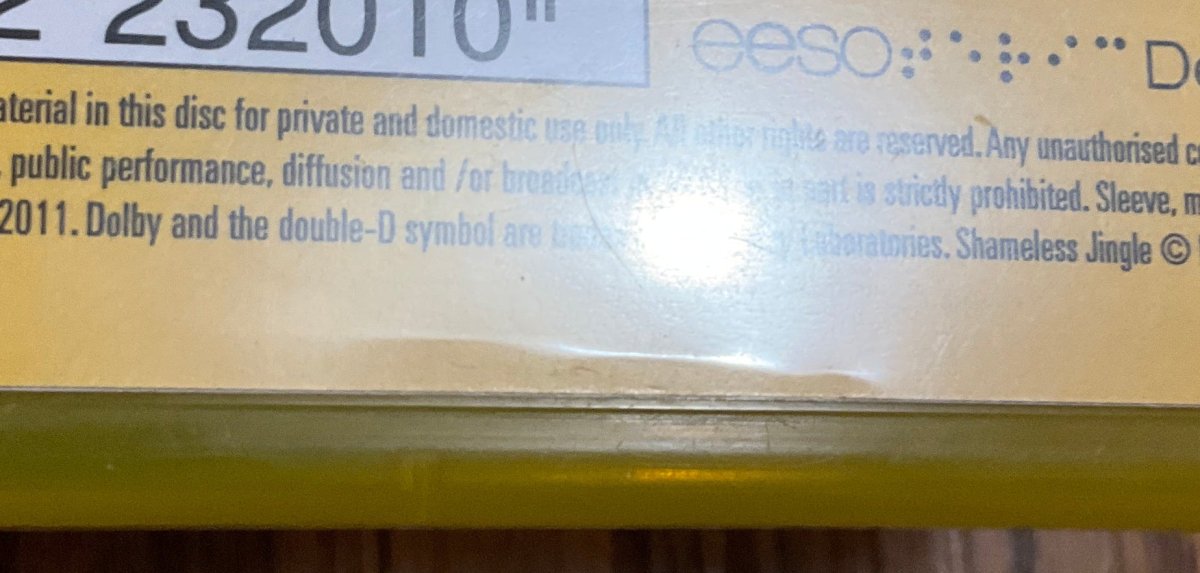 232010"
eeso De
aterial in this disc for private and domestic use only. All other rights are reserved. Any unauthorised c
public performance, diffusion and /or broadcast part is strictly prohibited. Sleeve, m
2011. Dolby and the double-D symbol are Laboratories. Shameless Jingle ©